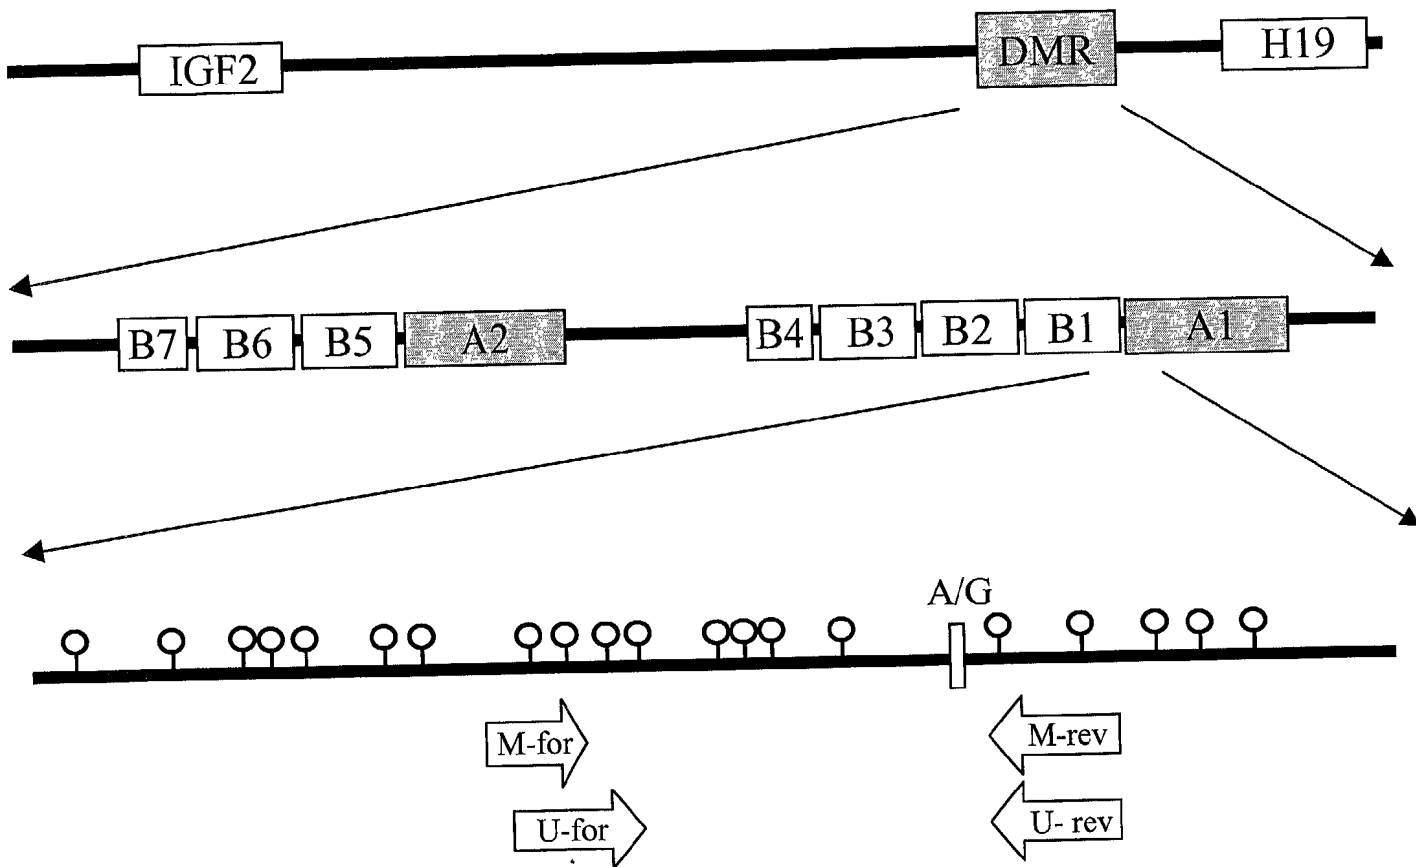 IGF2 DMR H19
B7 B6 B5 A2 B4 B3 B2 B1 A1
A/G
M-for M-rev
U-for U- rev